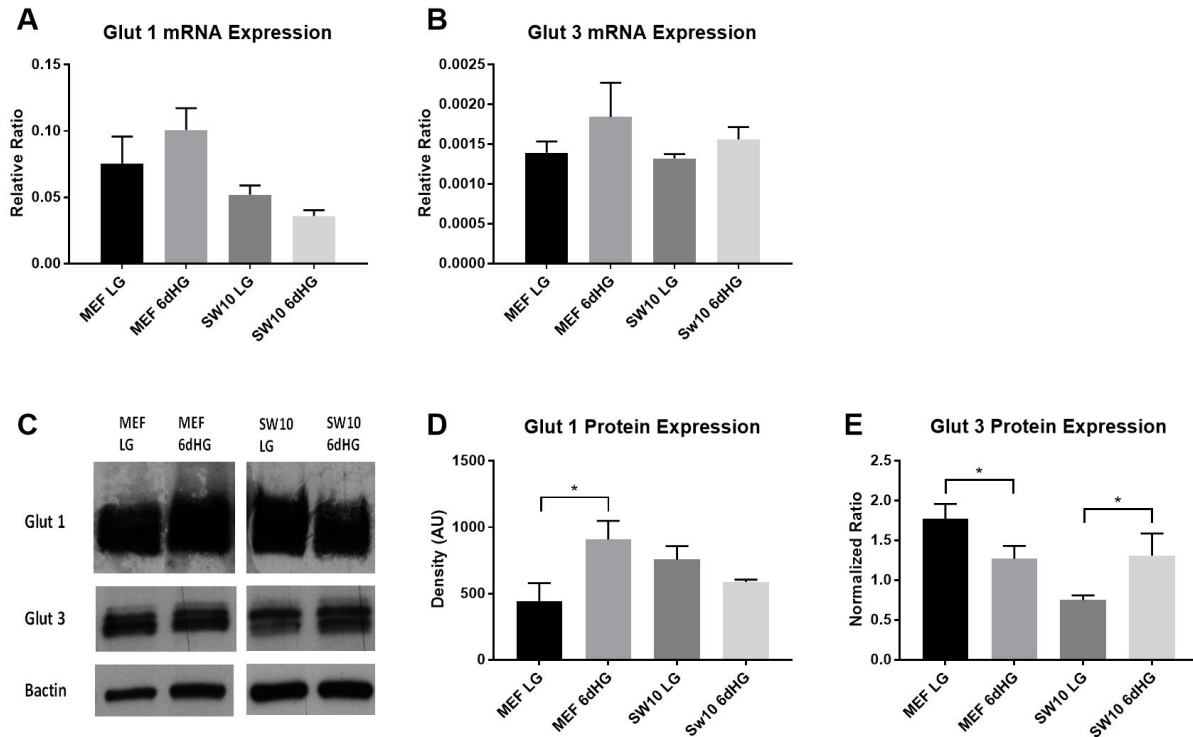 A
Glut 1 mRNA Expression
Relative Ratio
0.15
0.10
0.05
0.00
MEF LG
MEF 6dHG
SW10 LG
SW10 6dHG
B
Glut 3 mRNA Expression
Relative Ratio
0.0025
0.0020
0.0015
0.0010
0.0005
0.0000
MEF LG
MEF 6dHG
SW10 LG
Sw10 6dHG
C
MEF
LG
MEF
6dHG
SW10
LG
SW10
6dHG
Glut 1
Glut 3
Bactin
D
Glut 1 Protein Expression
Density (AU)
1500
1000
500
0
*
MEF LG
MEF 6dHG
SW10 LG
Sw10 6dHG
E
Glut 3 Protein Expression
Normalized Ratio
2.5
2.0
1.5
1.0
0.5
0.0
*
*
MEF LG
MEF 6dHG
SW10 LG
SW10 6dHG